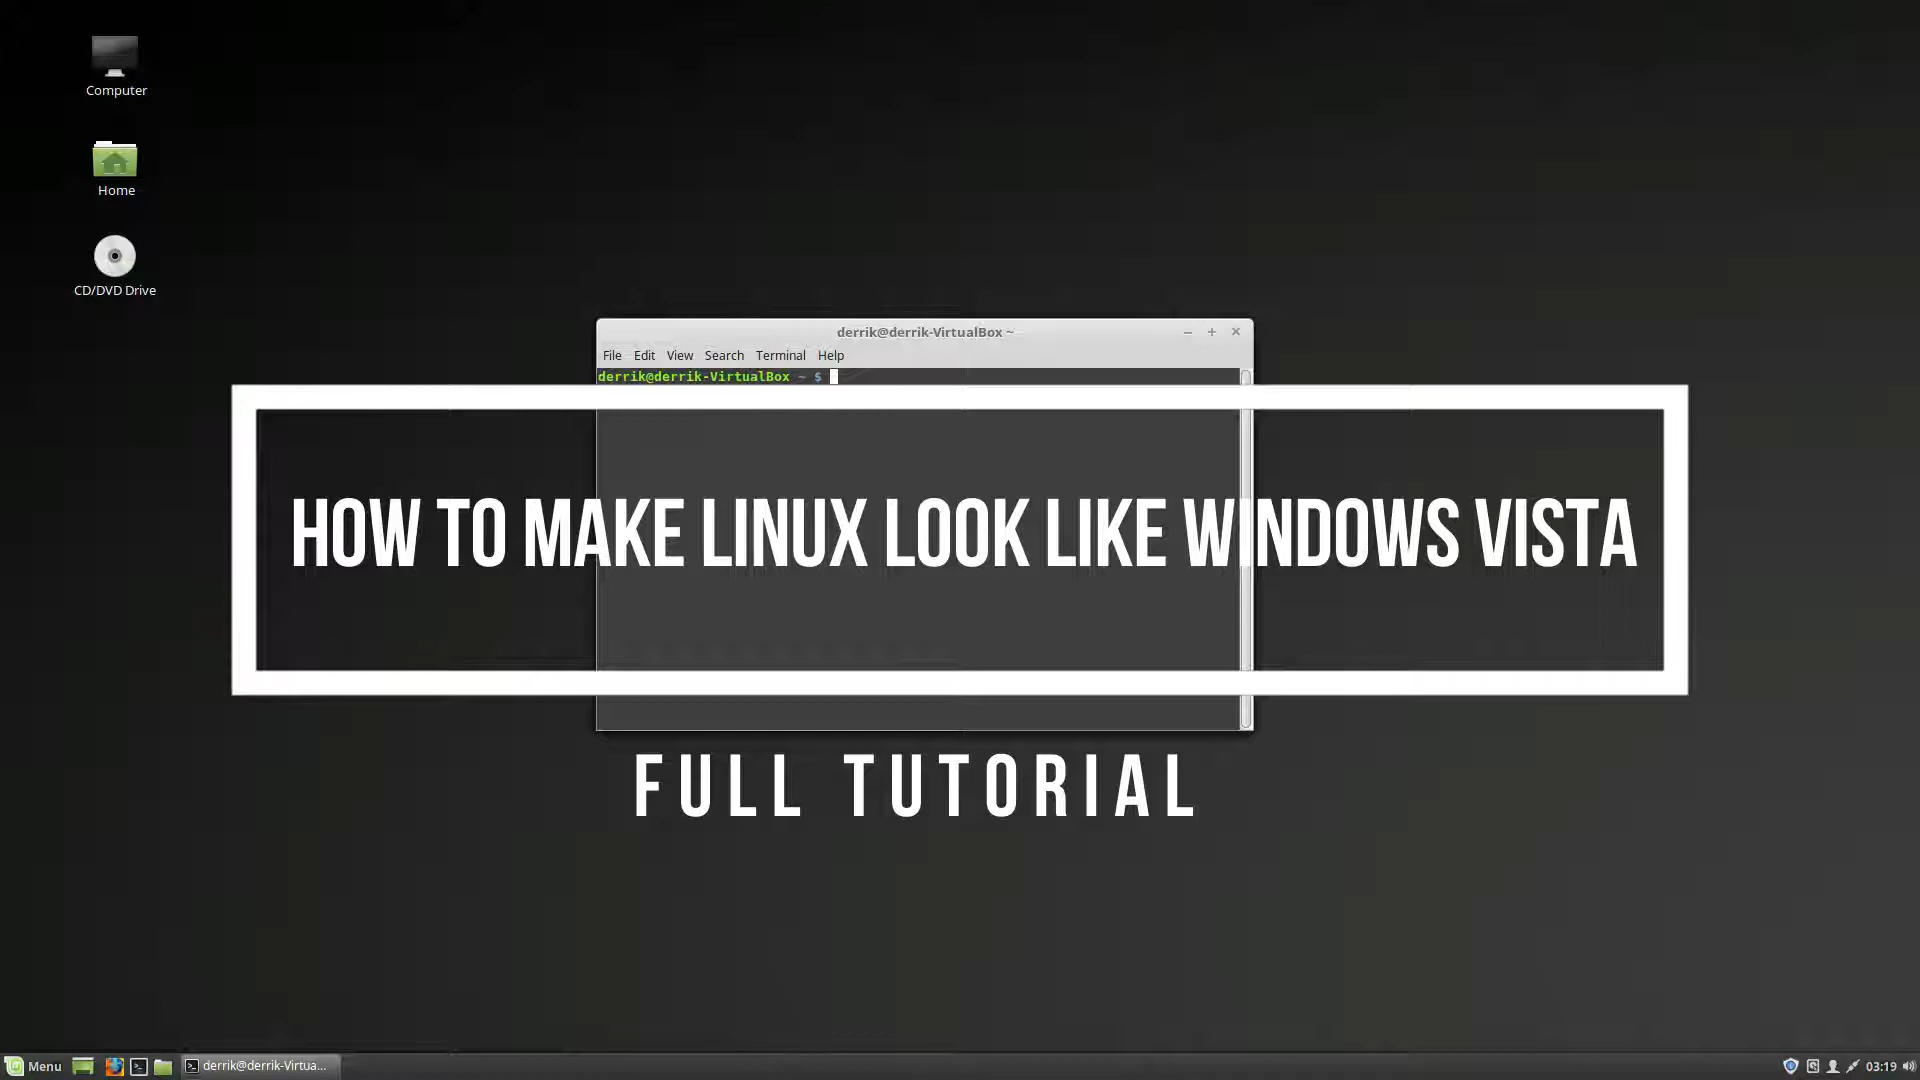 Computer
Home
CD/DVD Drive
derrik@derrik-VirtualBox ~
File Edit View Search Terminal Help
derrik@derrik-VirtualBox ~ $
HOW TO MAKE LINUX LOOK LIKE WINDOWS VISTA
FULL TUTORIAL
Menu
derrik@derrik-Virtua...
03:19